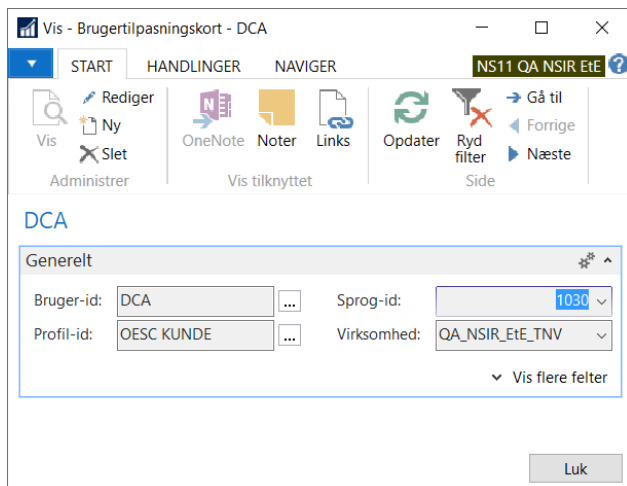 Vis - Brugertilpasningskort - DCA
START HANDLINGER NAVIGER NS11 QA NSIR EtE ?
Vis
Rediger
Ny
Slet
Administrer
OneNote Noter Links
Vis tilknyttet
Opdater Ryd filter
Gå til
Forrige
Næste
Side
DCA
Generelt
Bruger-id: DCA ... Sprog-id: 1030
Profil-id: OESC KUNDE ... Virksomhed: QA_NSIR_EtE_TNV
Vis flere felter
Luk